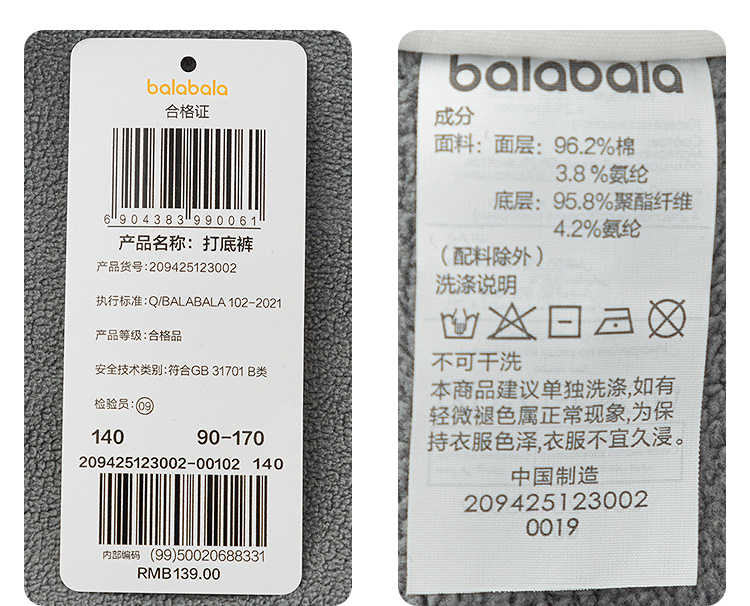 balabala
合格证
6 904383 990061
产品名称：打底裤
产品货号:209425123002
执行标准:Q/BALABALA 102-2021
产品等级:合格品
安全技术类别:符合GB 31701 B类
检验员:09
140 90-170
209425123002-00102 140
内部编码 (99)50020688331
RMB139.00
balabala
成分
面料：面层：96.2%棉
3.8 %氨纶
底层：95.8%聚酯纤维
4.2%氨纶
（配料除外）
洗涤说明
不可干洗
本商品建议单独洗涤,如有
轻微褪色属正常现象,为保
持衣服色泽,衣服不宜久浸。
中国制造
209425123002
0019